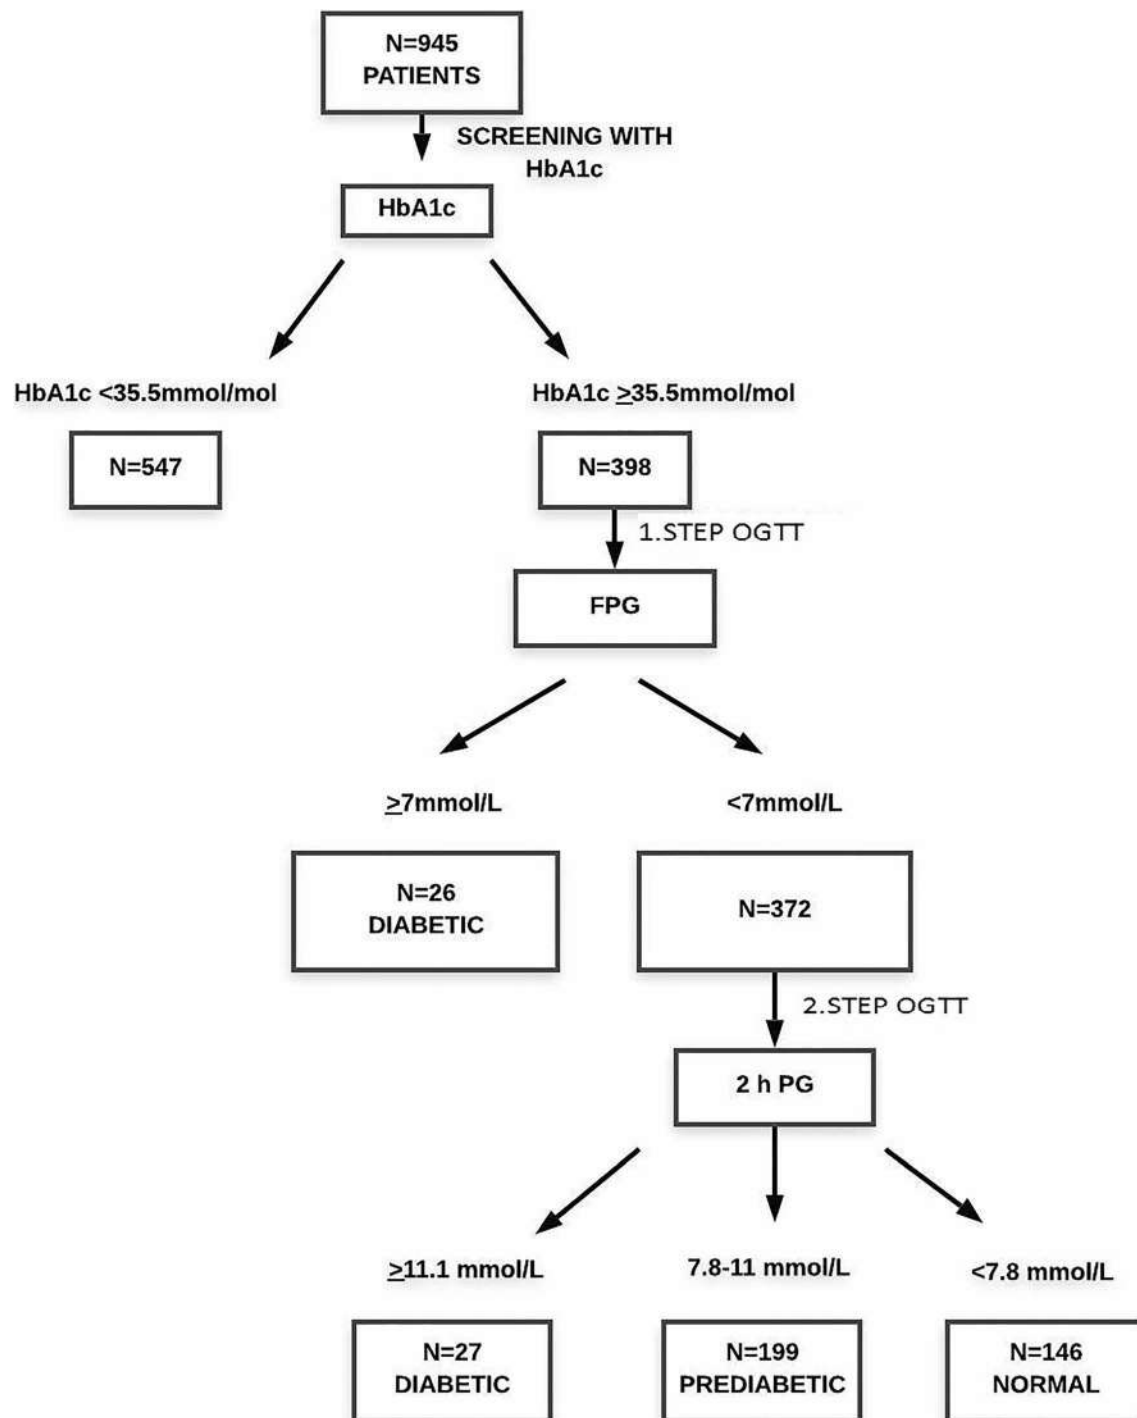 N=945
PATIENTS
SCREENING WITH
HbA1c
HbA1c
HbA1c <35.5mmol/mol
HbA1c ≥35.5mmol/mol
N=547
N=398
1.STEP OGTT
FPG
≥7mmol/L
<7mmol/L
N=26
DIABETIC
N=372
2.STEP OGTT
2 h PG
≥11.1 mmol/L
7.8-11 mmol/L
<7.8 mmol/L
N=27
DIABETIC
N=199
PREDIABETIC
N=146
NORMAL